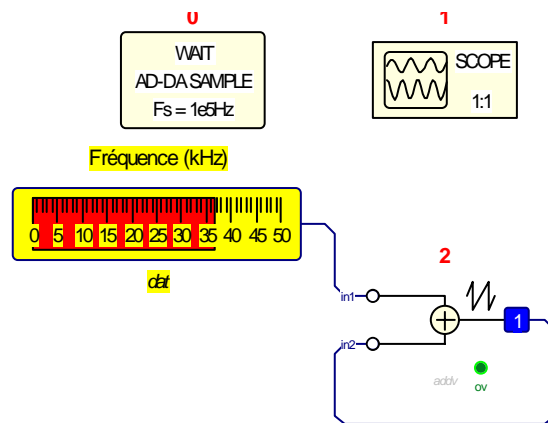 0
1
WAIT
AD-DA SAMPLE
Fs = 1e5Hz
SCOPE
1:1
Fréquence (kHz)
0 5 10 15 20 25 30 35 40 45 50
dat
2
in1
1
in2
addv
ov